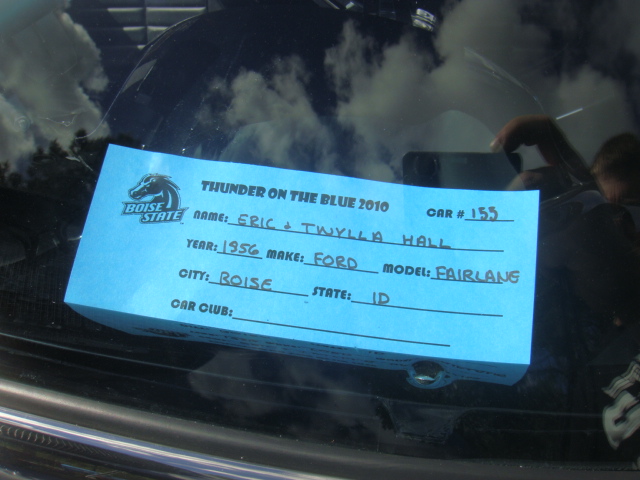 THUNDER ON THE BLUE 2010
CAR # 155
BOISE STATE
NAME: ERIC & TWYLLA HALL
YEAR: 1956 MAKE: FORD MODEL: FAIRLANE
CITY: BOISE STATE: ID
CAR CLUB: